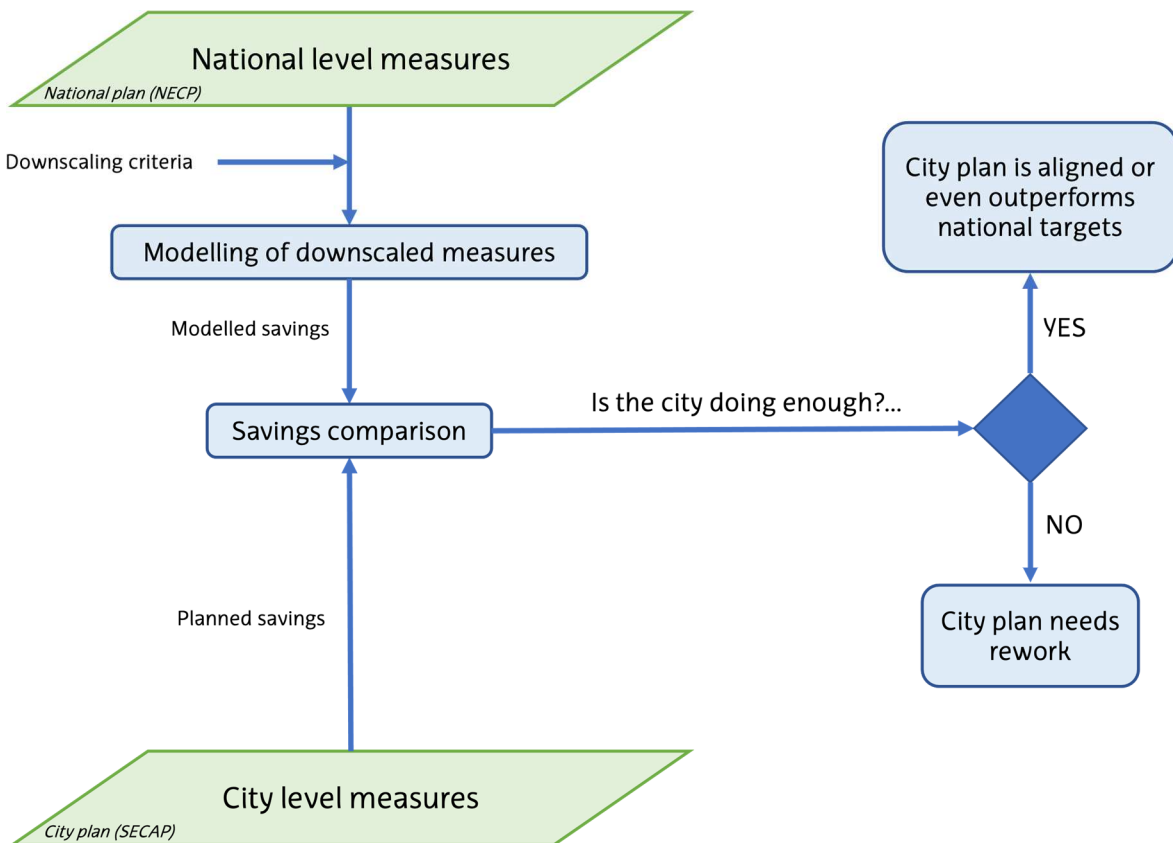 National level measures
National plan (NECP)
Downscaling criteria
Modelling of downscaled measures
Modelled savings
Savings comparison
Planned savings
City level measures
City plan (SECAP)
Is the city doing enough?...
City plan is aligned or
even outperforms
national targets
YES
NO
City plan needs
rework